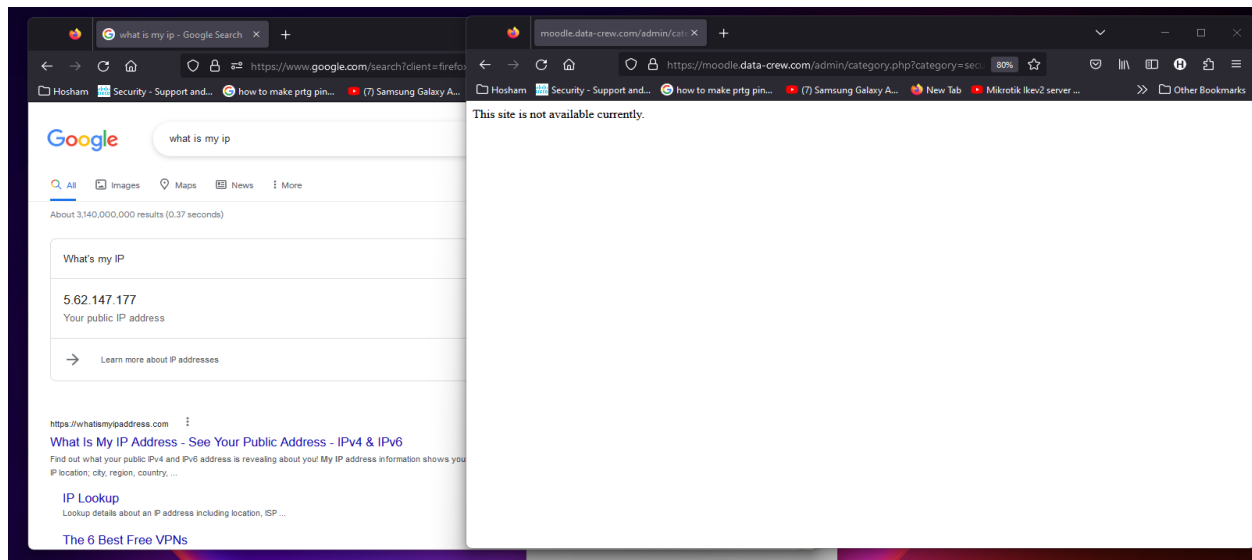 what is my ip - Google Search
https://www.google.com/search?client=firefo
Hosham
Security - Support and...
how to make prtg pin...
(7) Samsung Galaxy A...
Google
what is my ip
All
Images
Maps
News
More
About 3,140,000,000 results (0.37 seconds)
What's my IP
5.62.147.177
Your public IP address
Learn more about IP addresses
https://whatismyipaddress.com
What Is My IP Address - See Your Public Address - IPv4 & IPv6
Find out what your public IPv4 and IPv6 address is revealing about you! My IP address information shows you
IP location; city, region, country, ...
IP Lookup
Lookup details about an IP address including location, ISP ...
The 6 Best Free VPNs
moodle.data-crew.com/admin/cate
https://moodle.data-crew.com/admin/category.php?category=sec
80%
Hosham
Security - Support and...
how to make prtg pin...
(7) Samsung Galaxy A...
New Tab
Mikrotik Ikev2 server ...
Other Bookmarks
This site is not available currently.